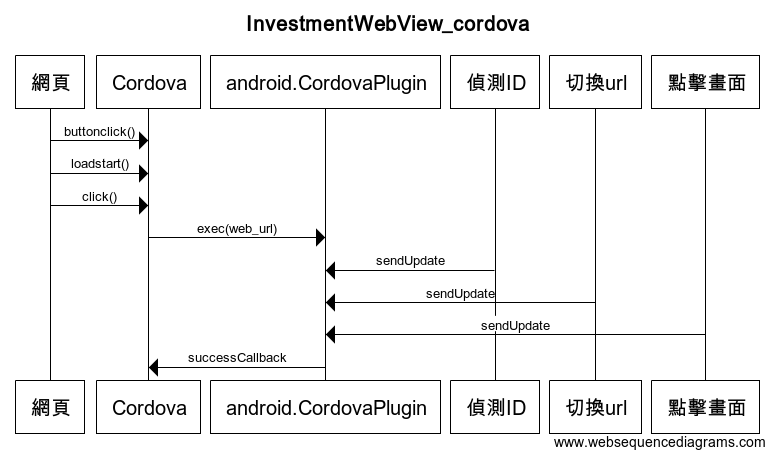 InvestmentWebView_cordova
網頁 Cordova android.CordovaPlugin 偵測ID 切換url 點擊畫面
buttonclick()
loadstart()
click()
exec(web_url)
sendUpdate
sendUpdate
sendUpdate
successCallback
網頁 Cordova android.CordovaPlugin 偵測ID 切換url 點擊畫面
www.websequencediagrams.com